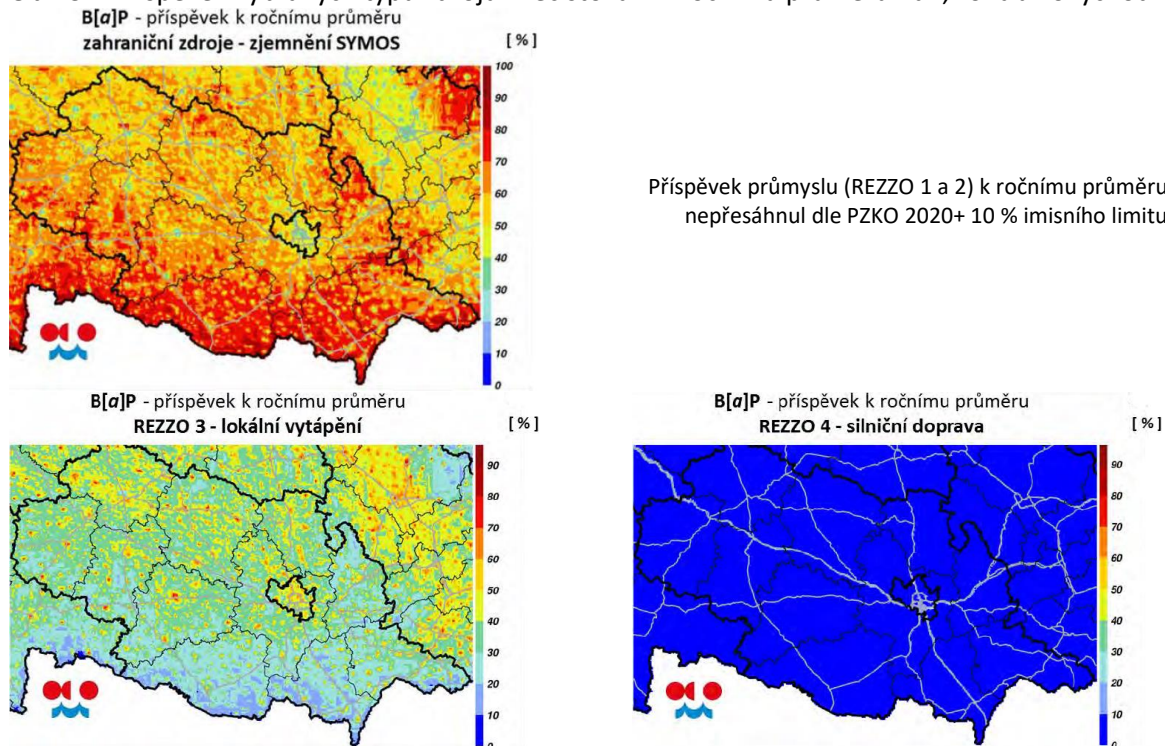 B[a]P - příspěvek k ročnímu průměru
zahraniční zdroje - zjemnění SYMOS
[ % ]
100
90
80
70
60
50
40
30
20
10
0
Příspěvek průmyslu (REZZO 1 a 2) k ročnímu průměru
nepřesáhnul dle PZKO 2020+ 10 % imisního limitu
B[a]P - příspěvek k ročnímu průměru
REZZO 3 - lokální vytápění
[ % ]
90
80
70
60
50
40
30
20
10
0
B[a]P - příspěvek k ročnímu průměru
REZZO 4 - silniční doprava
[ % ]
90
80
70
60
50
40
30
20
10
0